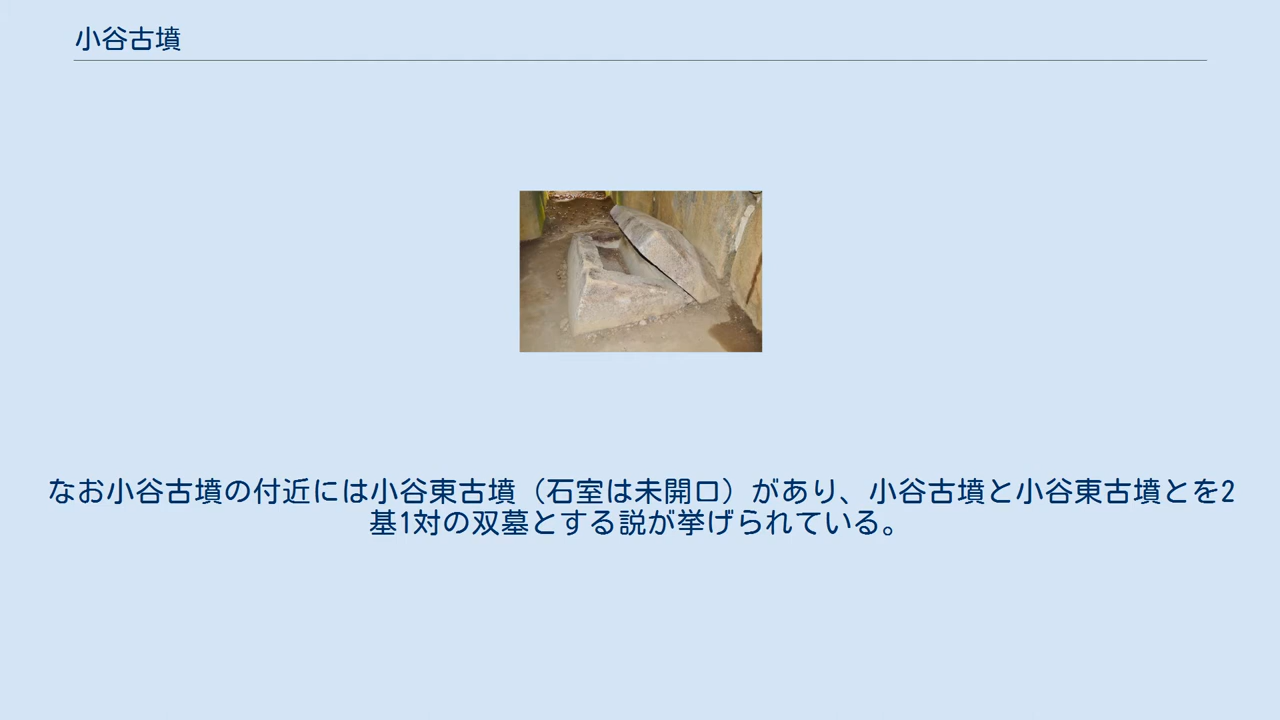 小谷古墳
なお小谷古墳の付近には小谷東古墳（石室は未開口）があり、小谷古墳と小谷東古墳とを2
基1対の双墓とする説が挙げられている。